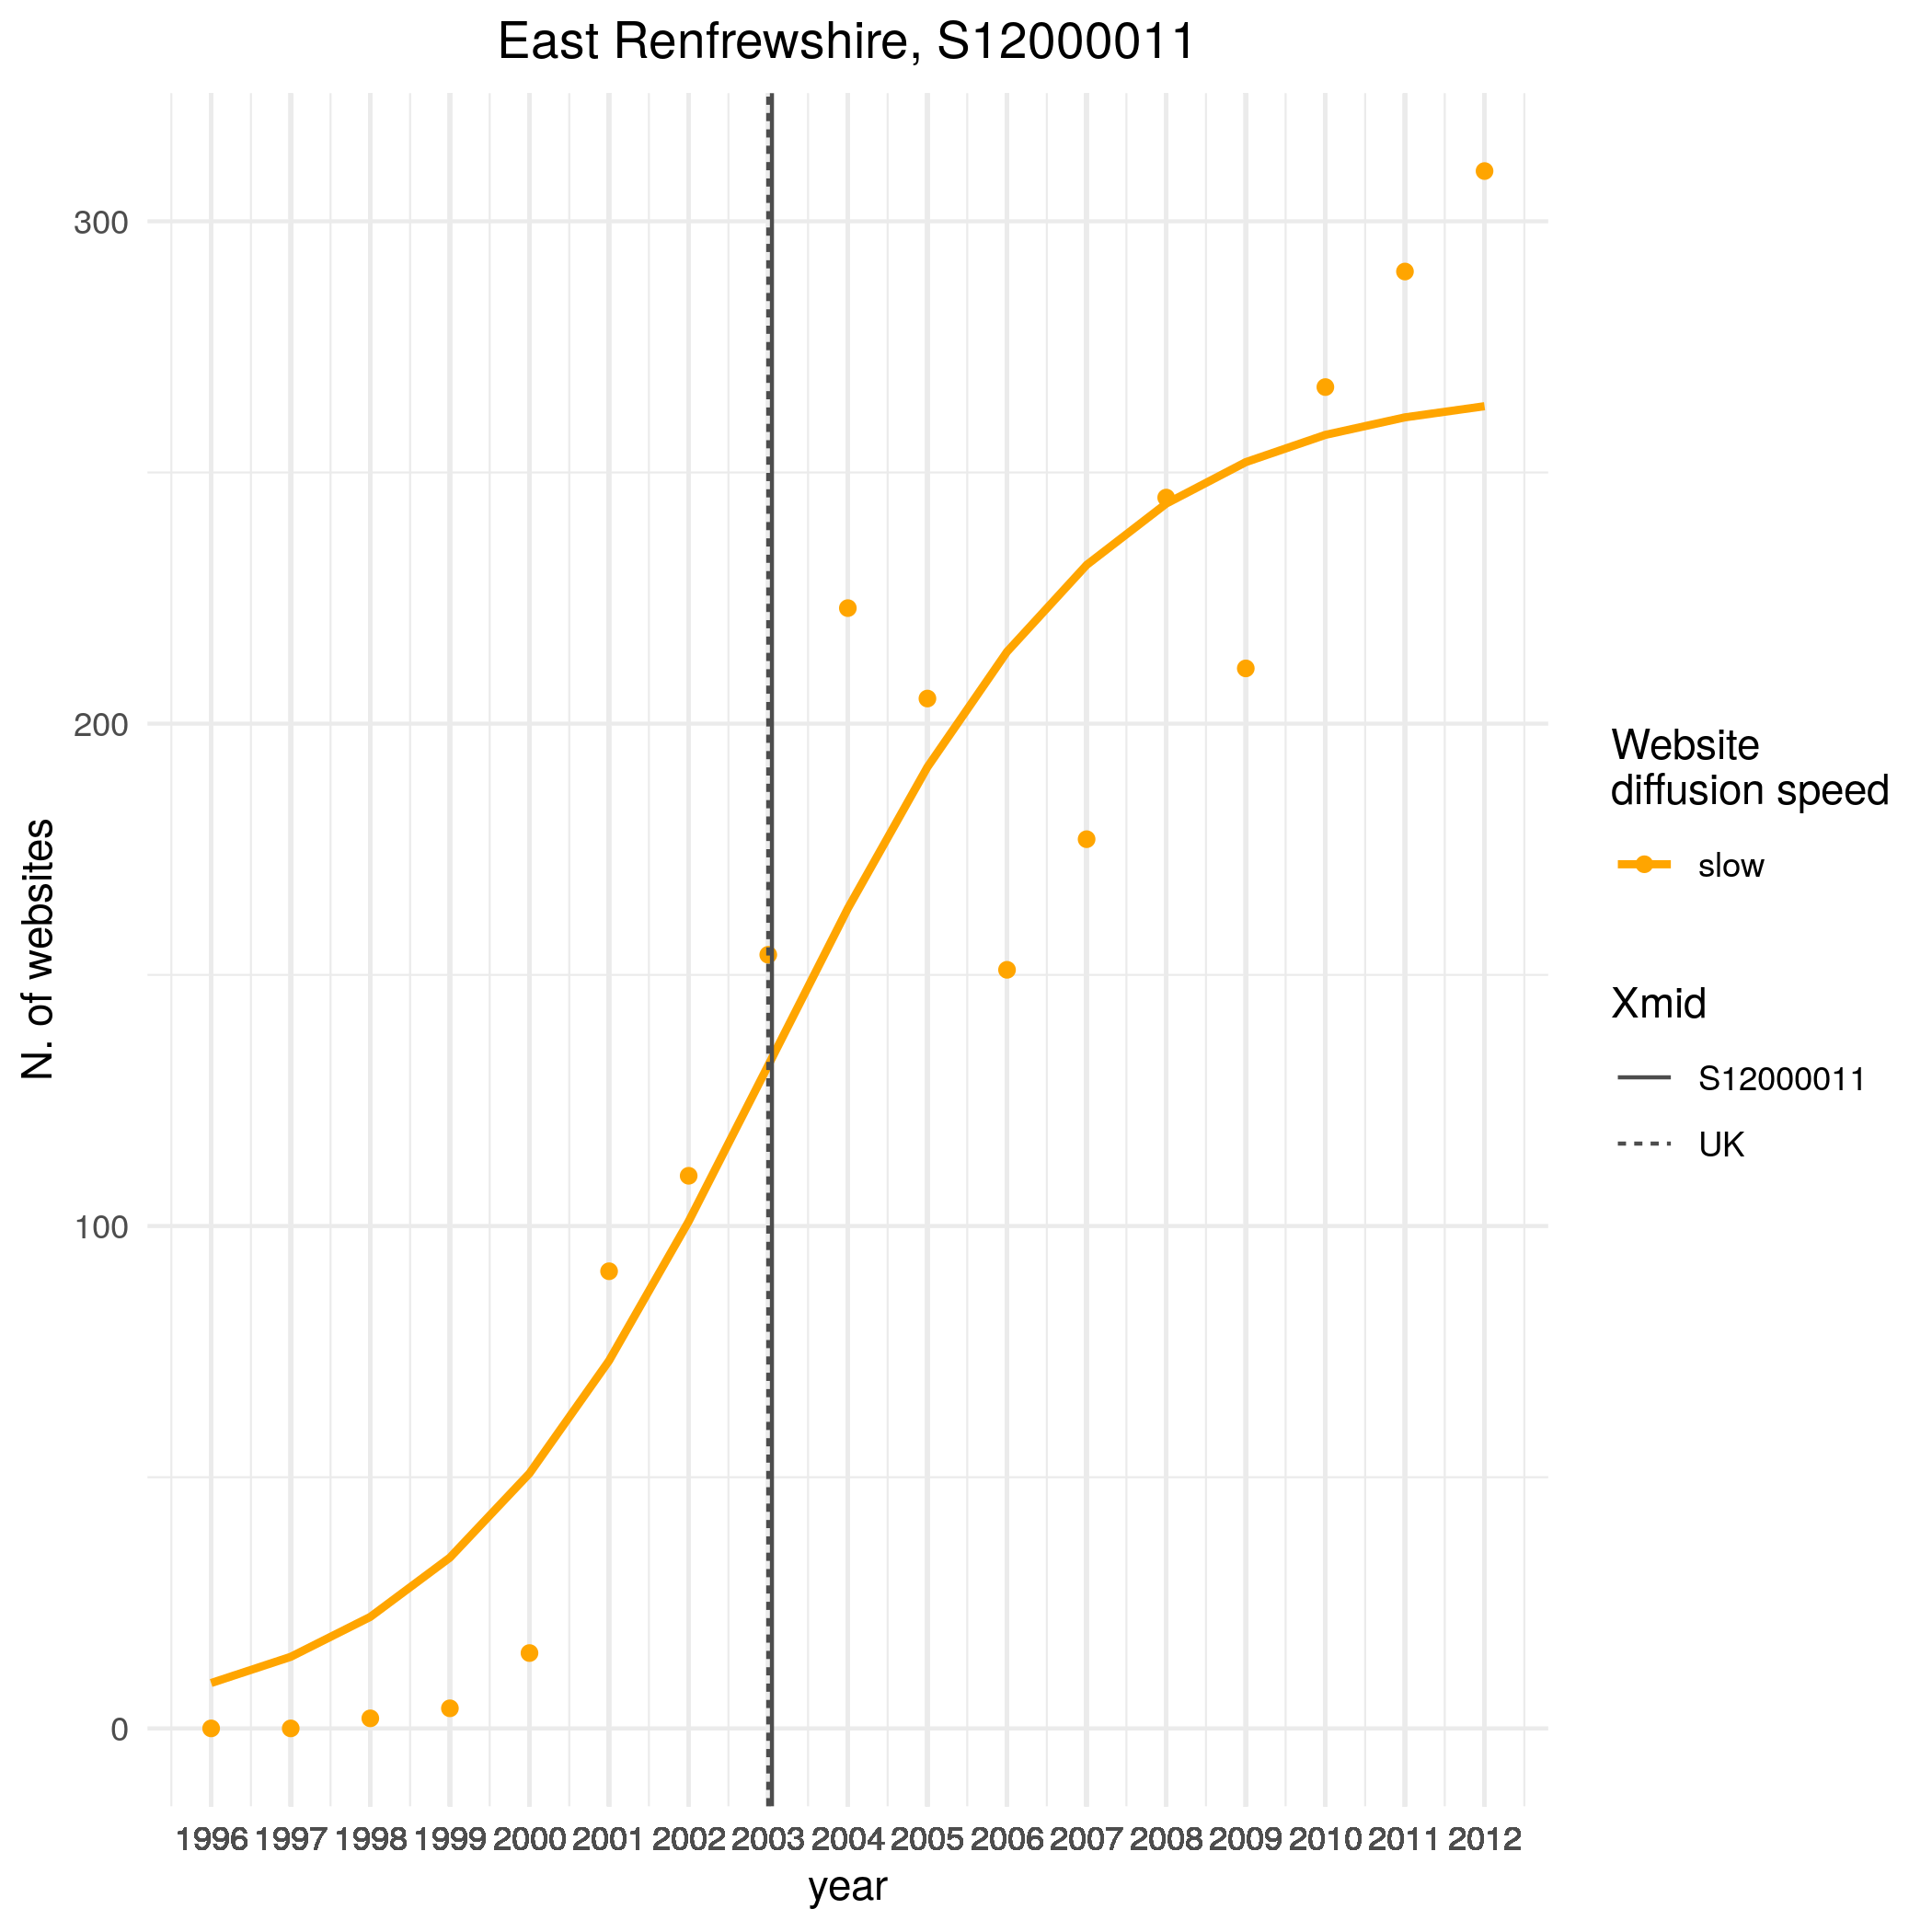 East Renfrewshire, S12000011
300
200
100
0
N. of websites
1996 1997 1998 1999 2000 2001 2002 2003 2004 2005 2006 2007 2008 2009 2010 2011 2012
year
Website
diffusion speed
slow
Xmid
S12000011
UK